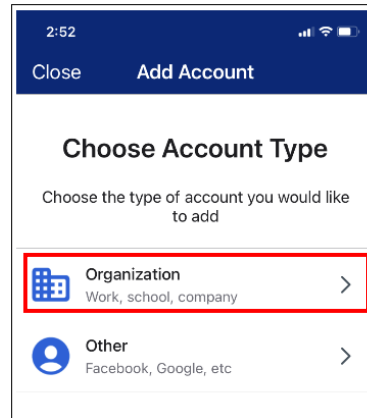 2:52
Close Add Account
Choose Account Type
Choose the type of account you would like
to add
Organization
Work, school, company
Other
Facebook, Google, etc